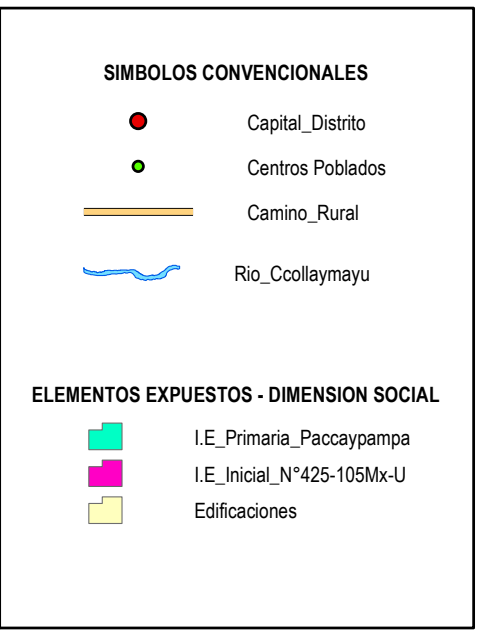 SIMBOLOS CONVENCIONALES
Capital_Distrito
Centros Poblados
Camino_Rural
Rio_Ccollaymayu
ELEMENTOS EXPUESTOS - DIMENSION SOCIAL
I.E_Primaria_Paccaypampa
I.E_Inicial_N°425-105Mx-U
Edificaciones